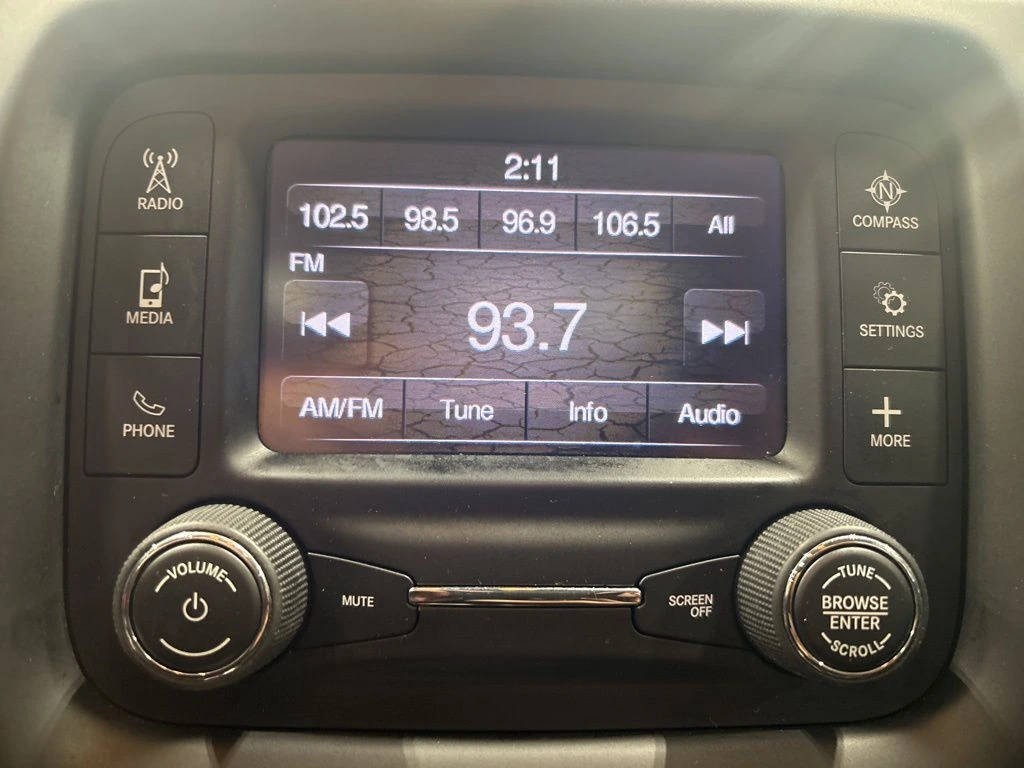 2:11
102.5 98.5 96.9 106.5 All
FM
93.7
AM/FM Tune Info Audio
RADIO
MEDIA
PHONE
N
COMPASS
SETTINGS
MORE
VOLUME
MUTE
SCREEN
OFF
TUNE
BROWSE
ENTER
SCROLL